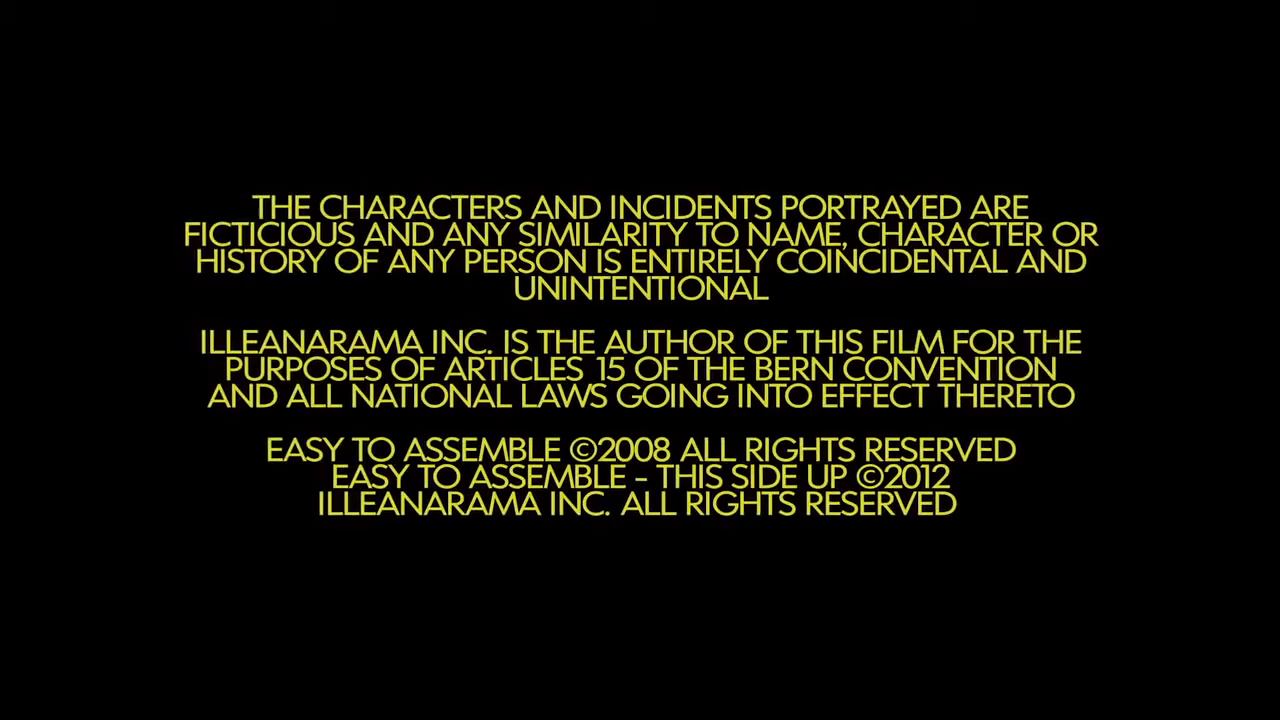 THE CHARACTERS AND INCIDENTS PORTRAYED ARE
FICTICIOUS AND ANY SIMILARITY TO NAME, CHARACTER OR
HISTORY OF ANY PERSON IS ENTIRELY COINCIDENTAL AND
UNINTENTIONAL
ILLEANARAMA INC. IS THE AUTHOR OF THIS FILM FOR THE
PURPOSES OF ARTICLES 15 OF THE BERN CONVENTION
AND ALL NATIONAL LAWS GOING INTO EFFECT THERETO
EASY TO ASSEMBLE ©2008 ALL RIGHTS RESERVED
EASY TO ASSEMBLE - THIS SIDE UP ©2012
ILLEANARAMA INC. ALL RIGHTS RESERVED